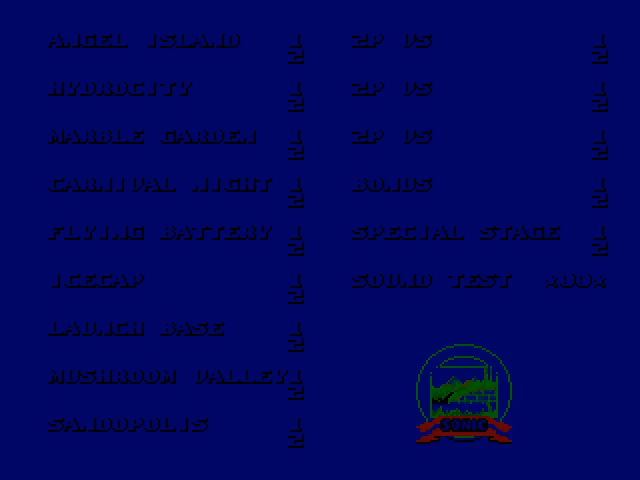 ANGEL ISLAND 1
2
HYDROCITY 1
2
MARBLE GARDEN 1
2
CARNIVAL NIGHT 1
2
FLYING BATTERY 1
2
ICECAP 1
2
LAUNCH BASE 1
2
MUSHROOM VALLEY 1
2
SANDOPOLIS 1
2
2P VS 1
2
2P VS 1
2
2P VS 1
2
BONUS 1
2
SPECIAL STAGE 1
2
SOUND TEST *00*
SONIC